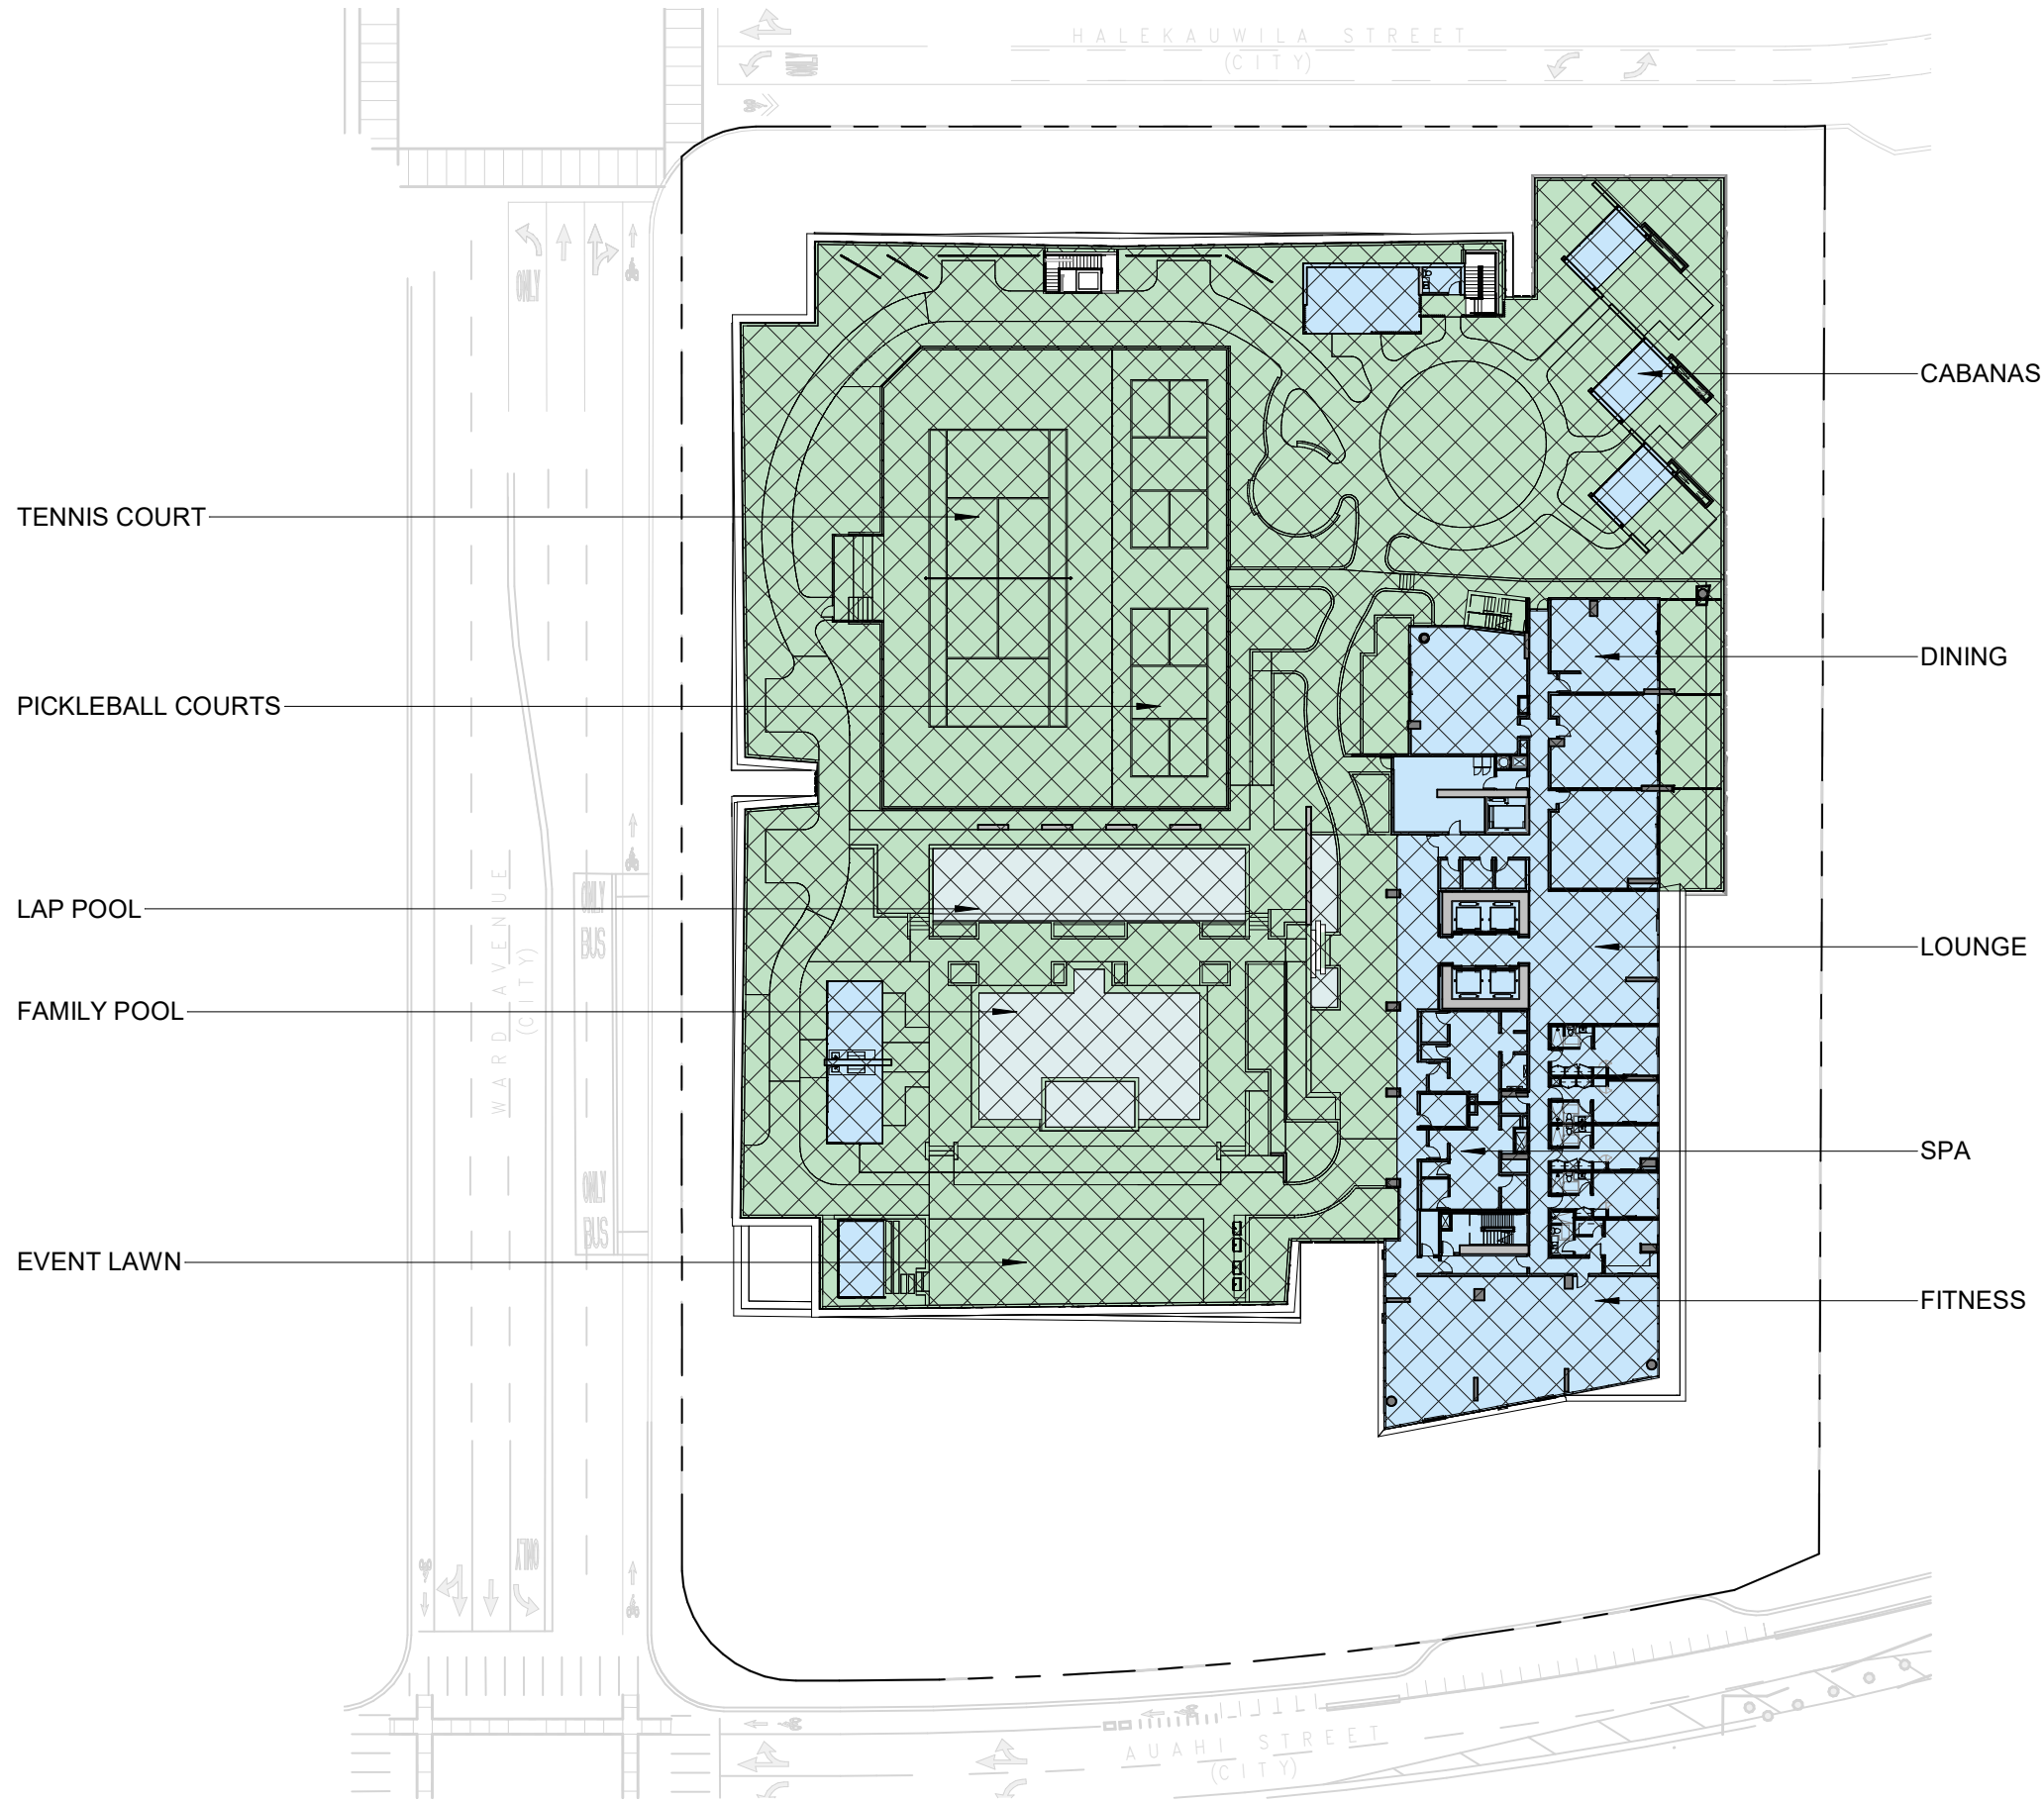 HALEKAUWILA STREET
(CITY)
ONLY
CABANAS
TENNIS COURT
DINING
PICKLEBALL COURTS
WARD AVENUE
(CITY)
ONLY
BUS
LAP POOL
LOUNGE
FAMILY POOL
SPA
ONLY
BUS
EVENT LAWN
FITNESS
ONLY
AUAHI STREET
(CITY)